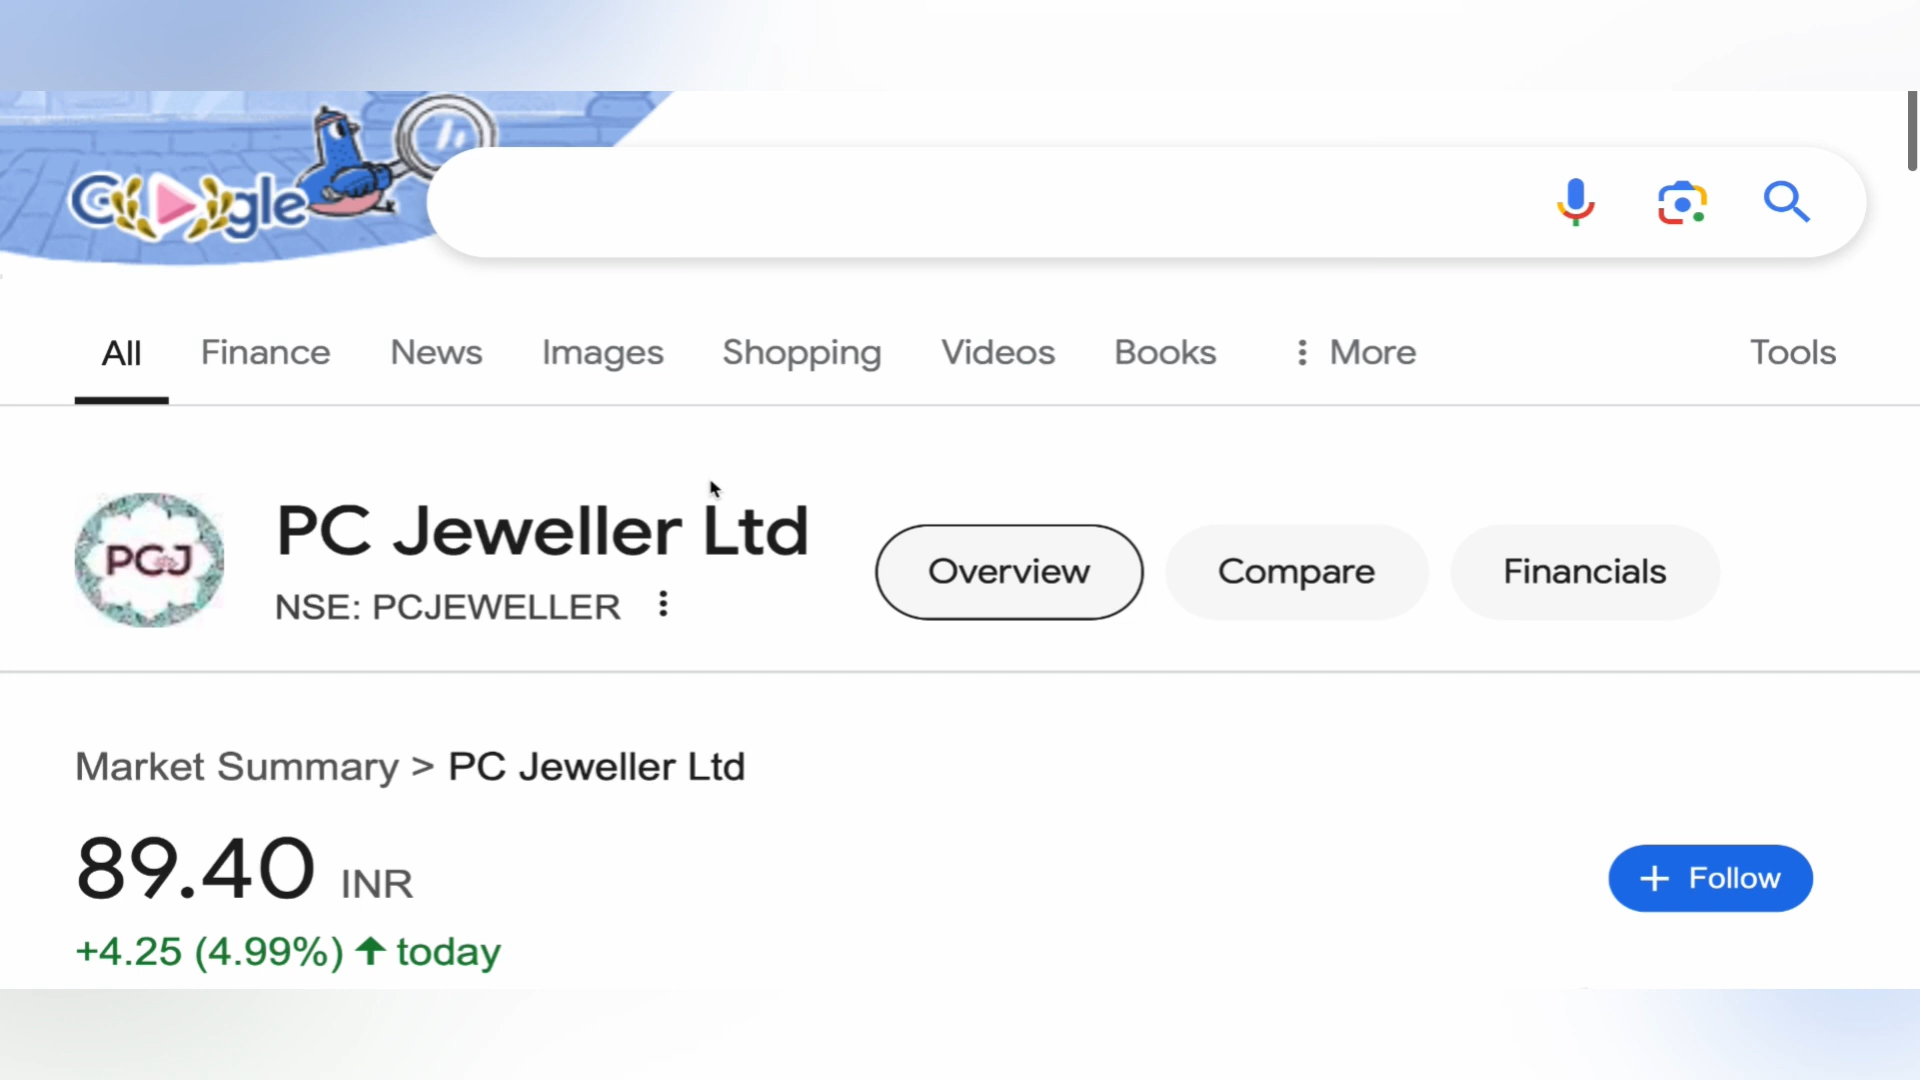 Google
All Finance News Images Shopping Videos Books More Tools
PCJ
PC Jeweller Ltd
NSE: PCJEWELLER
Overview Compare Financials
Market Summary > PC Jeweller Ltd
89.40 INR
+ Follow
+4.25 (4.99%) ↑ today